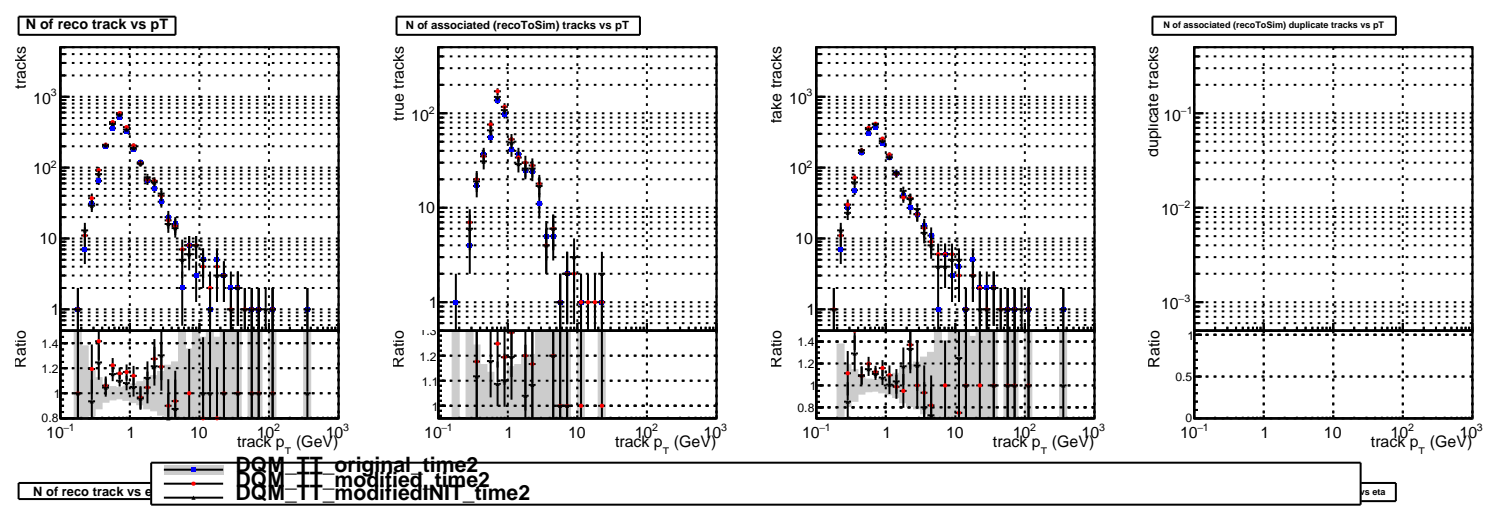 N of reco track vs pT
N of associated (recoToSim) tracks vs pT
N of associated (recoToSim) duplicate tracks vs pT
tracks
10³
10²
10
1
Ratio
1.4
1.2
1
0.8
10⁻¹ 1 10 10² 10³
track p_T (GeV)
true tracks
10²
10
1
Ratio
1.3
1.2
1.1
1
10⁻¹ 1 10 10² 10³
track p_T (GeV)
fake tracks
10³
10²
10
1
Ratio
1.4
1.2
1
0.8
10⁻¹ 1 10 10² 10³
track p_T (GeV)
duplicate tracks
10⁻¹
10⁻²
10⁻³
Ratio
1
0.5
0
10⁻¹ 1 10 10² 10³
track p_T (GeV)
DQM_TT_original_time2
DQM_TT_modified_time2
DQM_TT_modifiedINIT_time2
N of reco track vs e
vs eta